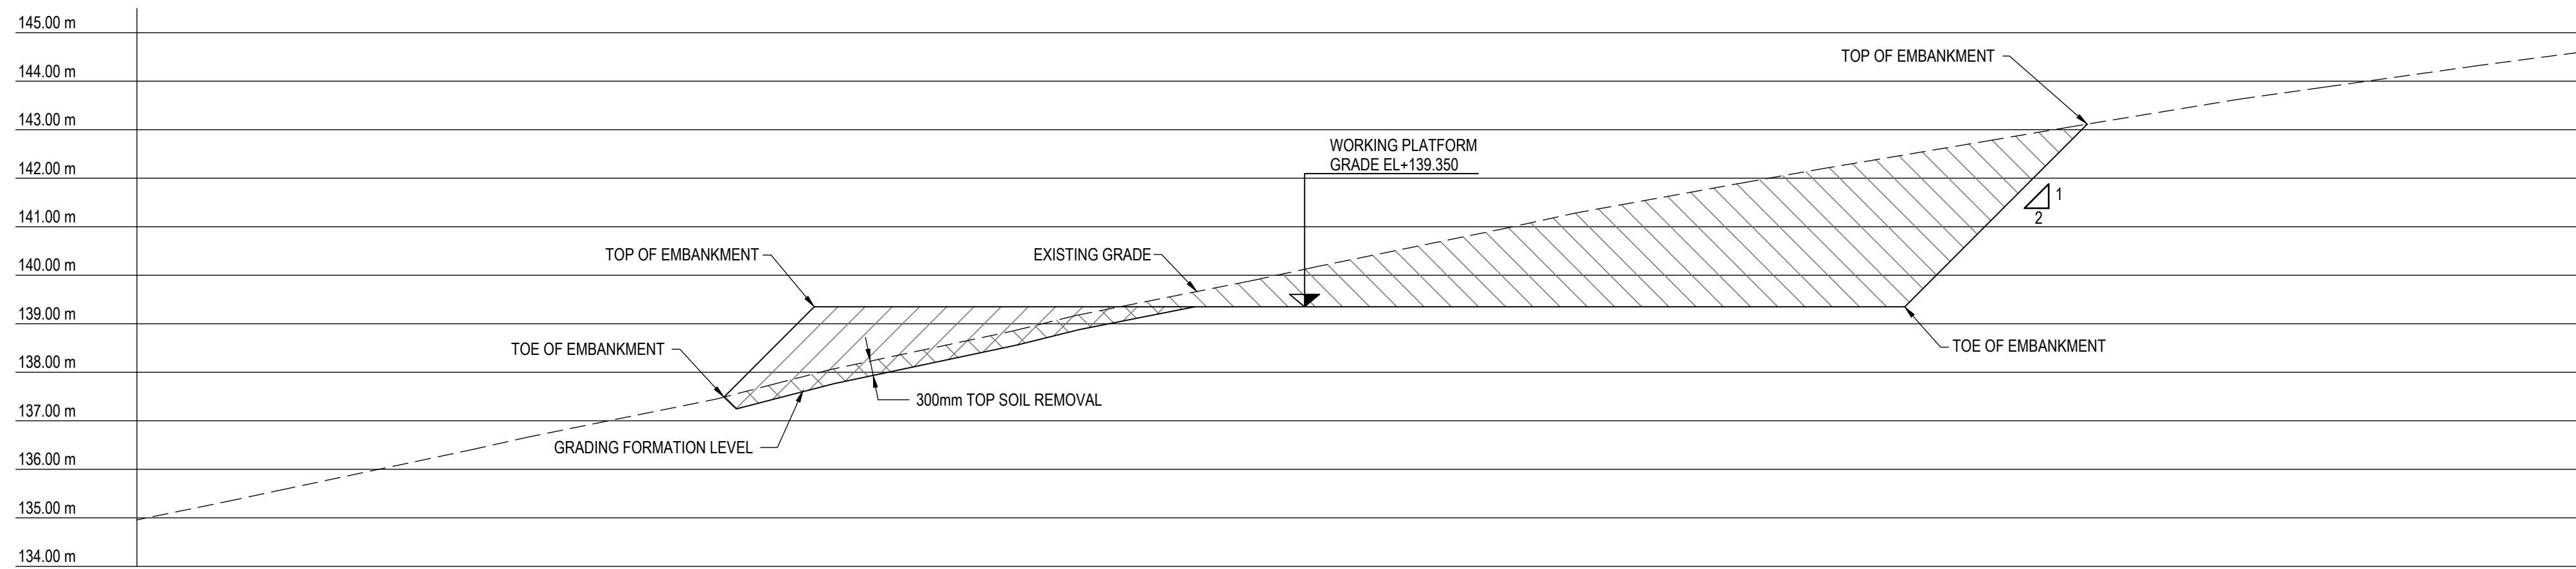 145.00 m
TOP OF EMBANKMENT
144.00 m
143.00 m
WORKING PLATFORM
GRADE EL+139.350
142.00 m
1
2
141.00 m
TOP OF EMBANKMENT
EXISTING GRADE
140.00 m
139.00 m
TOE OF EMBANKMENT
TOE OF EMBANKMENT
138.00 m
300mm TOP SOIL REMOVAL
137.00 m
GRADING FORMATION LEVEL
136.00 m
135.00 m
134.00 m